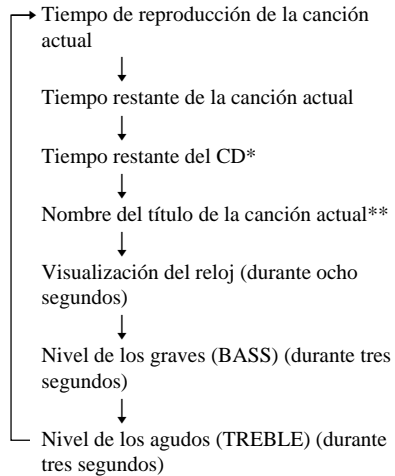 Tiempo de reproducción de la canción
actual
Tiempo restante de la canción actual
Tiempo restante del CD*
Nombre del título de la canción actual**
Visualización del reloj (durante ocho
segundos)
Nivel de los graves (BASS) (durante tres
segundos)
Nivel de los agudos (TREBLE) (durante
tres segundos)